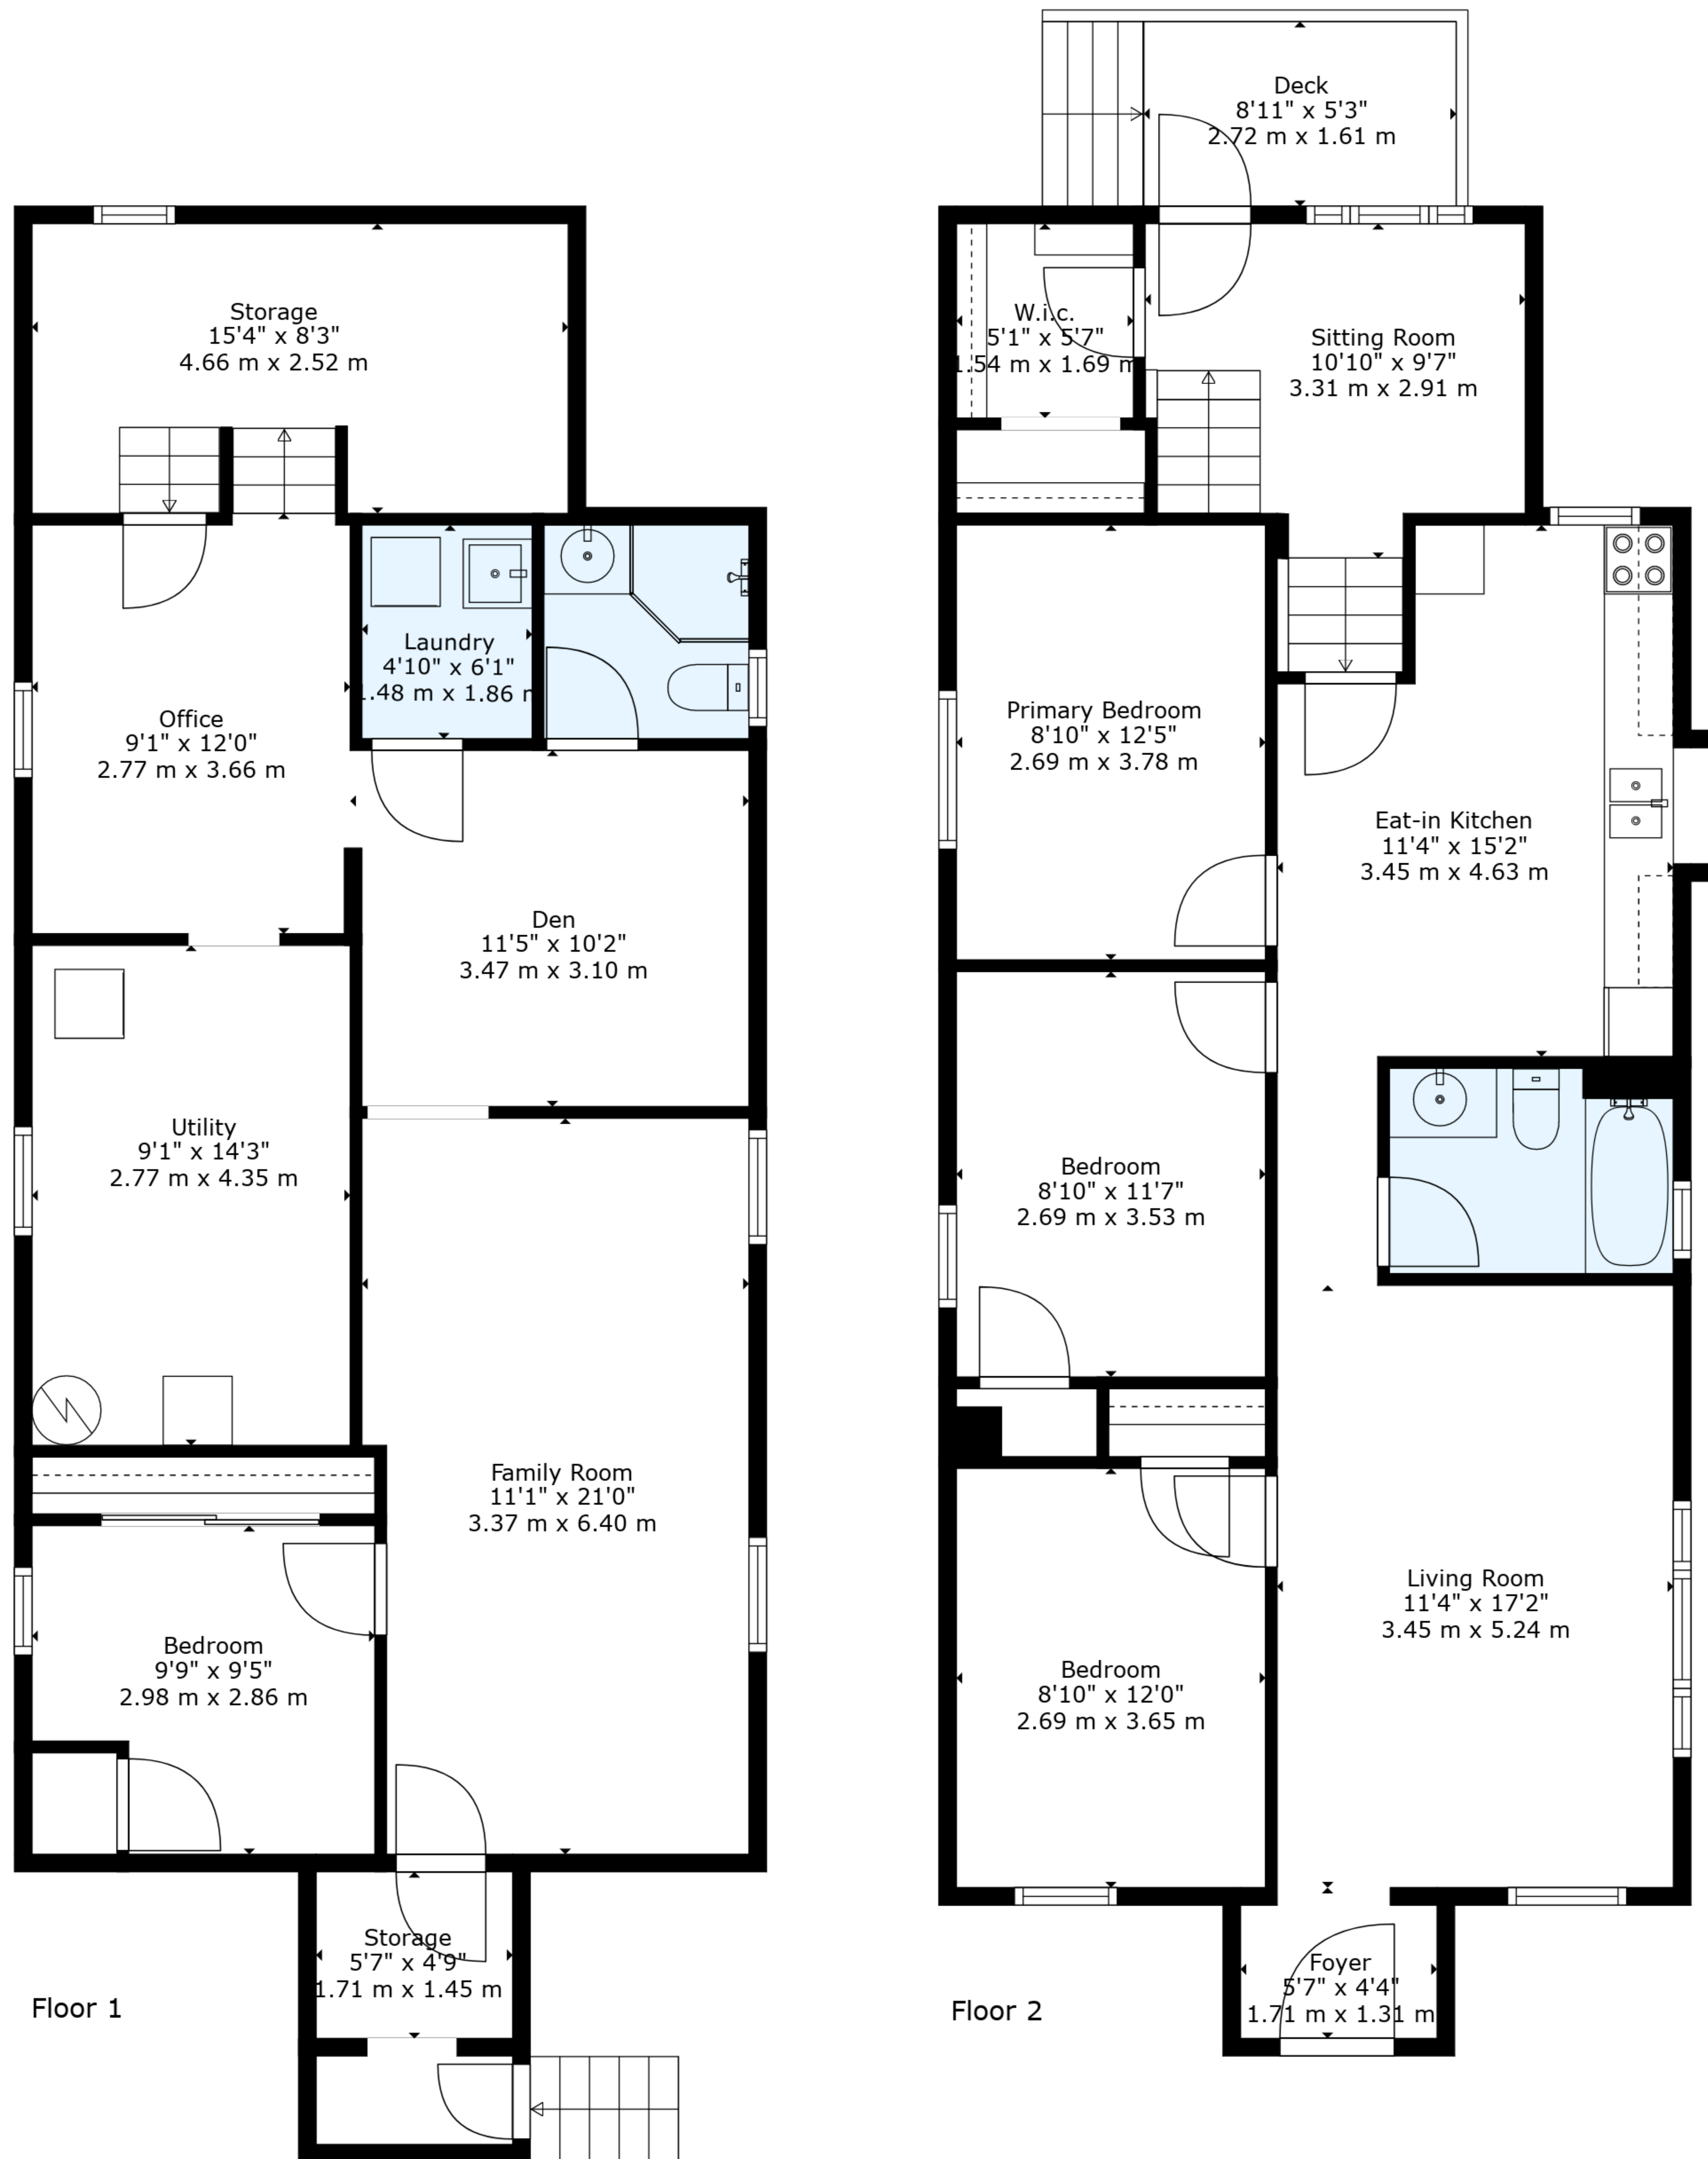 Storage
15'4" x 8'3"
4.66 m x 2.52 m
Office
9'1" x 12'0"
2.77 m x 3.66 m
Laundry
4'10" x 6'1"
1.48 m x 1.86 m
Den
11'5" x 10'2"
3.47 m x 3.10 m
Utility
9'1" x 14'3"
2.77 m x 4.35 m
Family Room
11'1" x 21'0"
3.37 m x 6.40 m
Bedroom
9'9" x 9'5"
2.98 m x 2.86 m
Storage
5'7" x 4'9"
1.71 m x 1.45 m
Floor 1
Deck
8'11" x 5'3"
2.72 m x 1.61 m
W.i.c.
5'1" x 5'7"
1.54 m x 1.69 m
Sitting Room
10'10" x 9'7"
3.31 m x 2.91 m
Primary Bedroom
8'10" x 12'5"
2.69 m x 3.78 m
Eat-in Kitchen
11'4" x 15'2"
3.45 m x 4.63 m
Bedroom
8'10" x 11'7"
2.69 m x 3.53 m
Living Room
11'4" x 17'2"
3.45 m x 5.24 m
Bedroom
8'10" x 12'0"
2.69 m x 3.65 m
Foyer
5'7" x 4'4"
1.71 m x 1.31 m
Floor 2